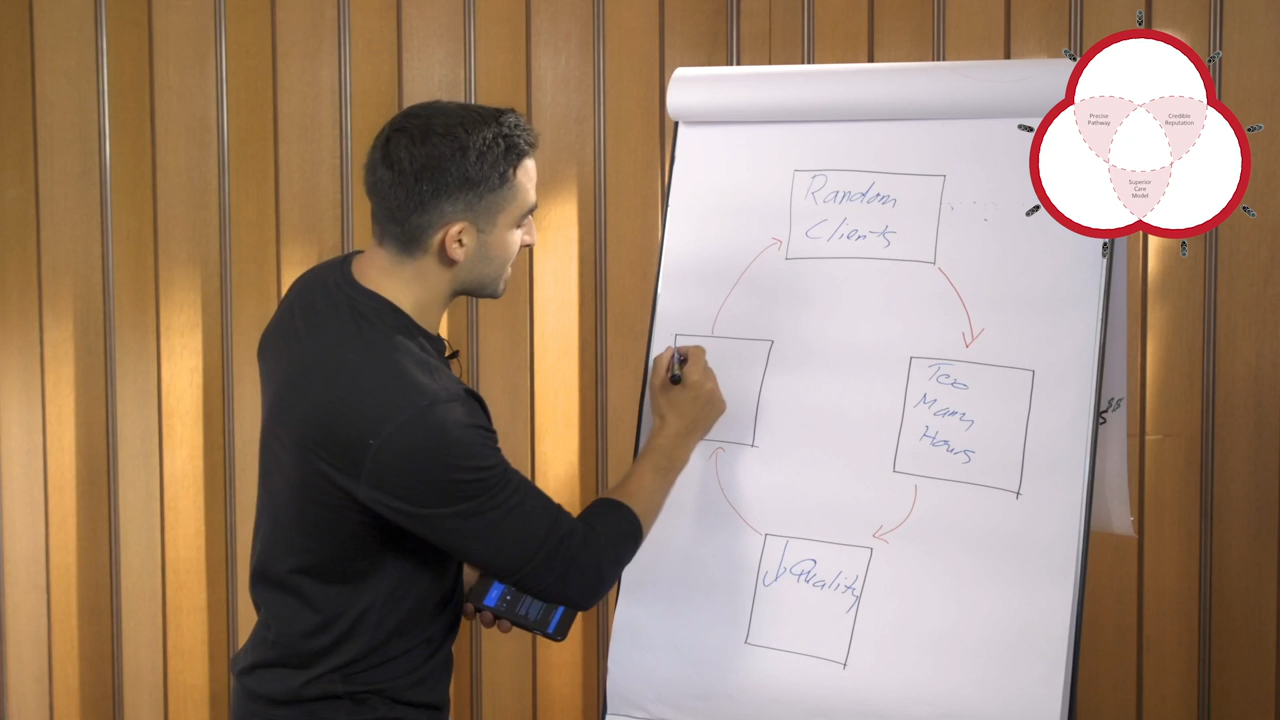 Random
Clients
Too
Many
Hours
↓ Quality
Precise
Pathway
Credible
Reputation
Superior
Care
Model